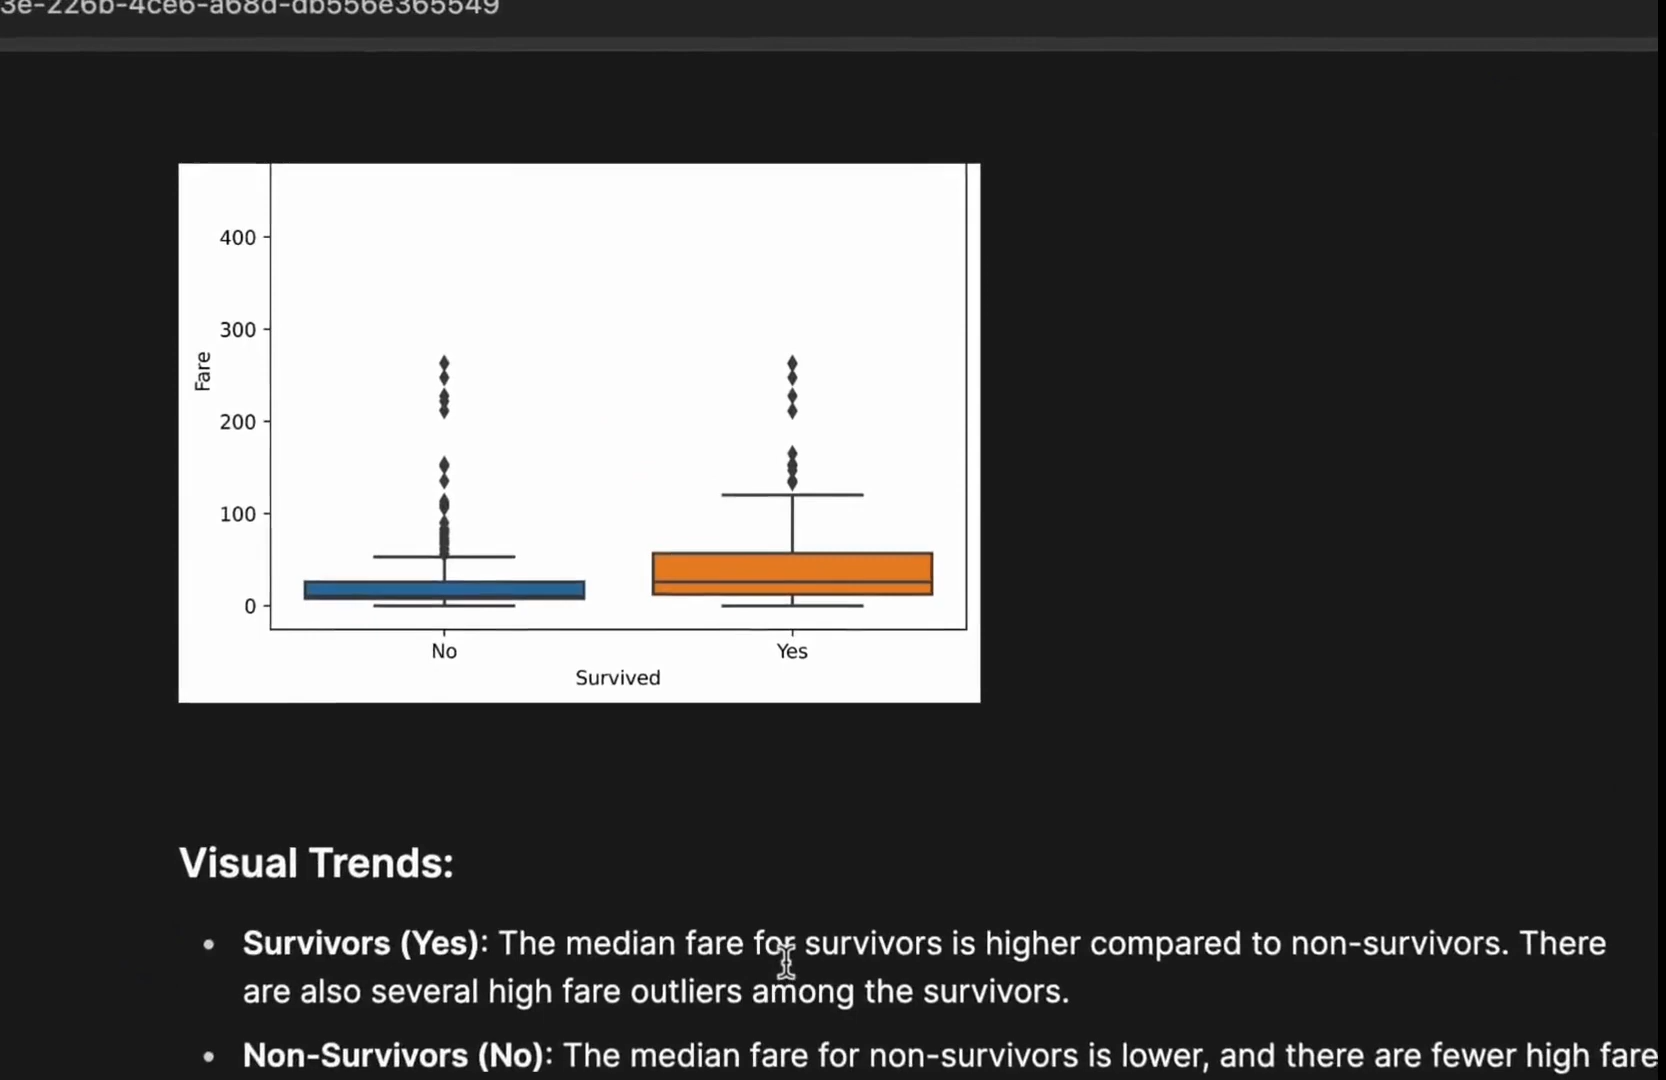 3e-226b-4ce6-a68d-db556e365549
400
300
200
100
0
Fare
No
Yes
Survived
Visual Trends:
Survivors (Yes): The median fare for survivors is higher compared to non-survivors. There
are also several high fare outliers among the survivors.
Non-Survivors (No): The median fare for non-survivors is lower, and there are fewer high fare